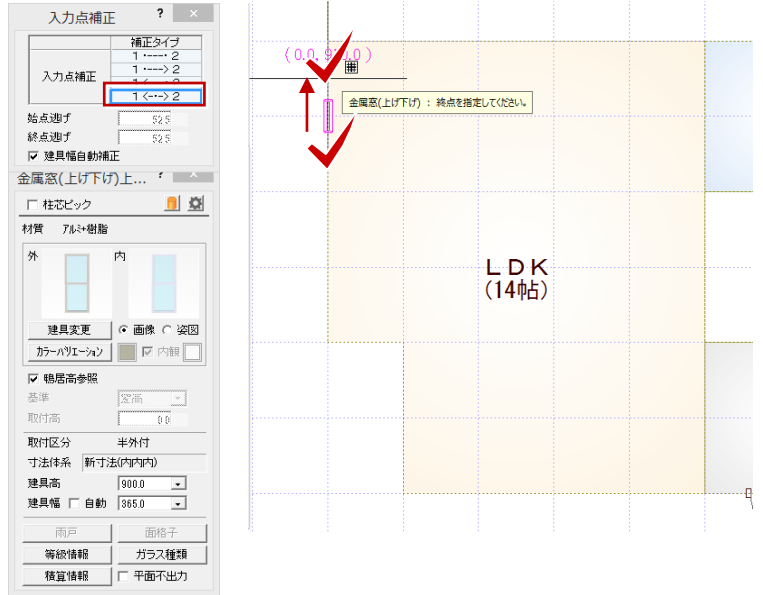 入力点補正 ? ×
補正タイプ
1 ・---・ 2
1 ・---> 2
入力点補正
1 <-・-> 2
始点逃げ 52.5
終点逃げ 52.5
建具幅自動補正
金属窓(上げ下げ)上... ? ×
柱芯ピック
材質 アルミ+樹脂
外 内
建具変更 画像 姿図
カラーバリエーション 内観
鴨居高参照
基準 窓高
取付高 0.0
取付区分 半外付
寸法体系 新寸法(内内内)
建具高 900.0
建具幅 自動 365.0
雨戸 面格子
等級情報 ガラス種類
積算情報 平面不出力
金属窓(上げ下げ) : 終点を指定してください。
LDK
(14帖)